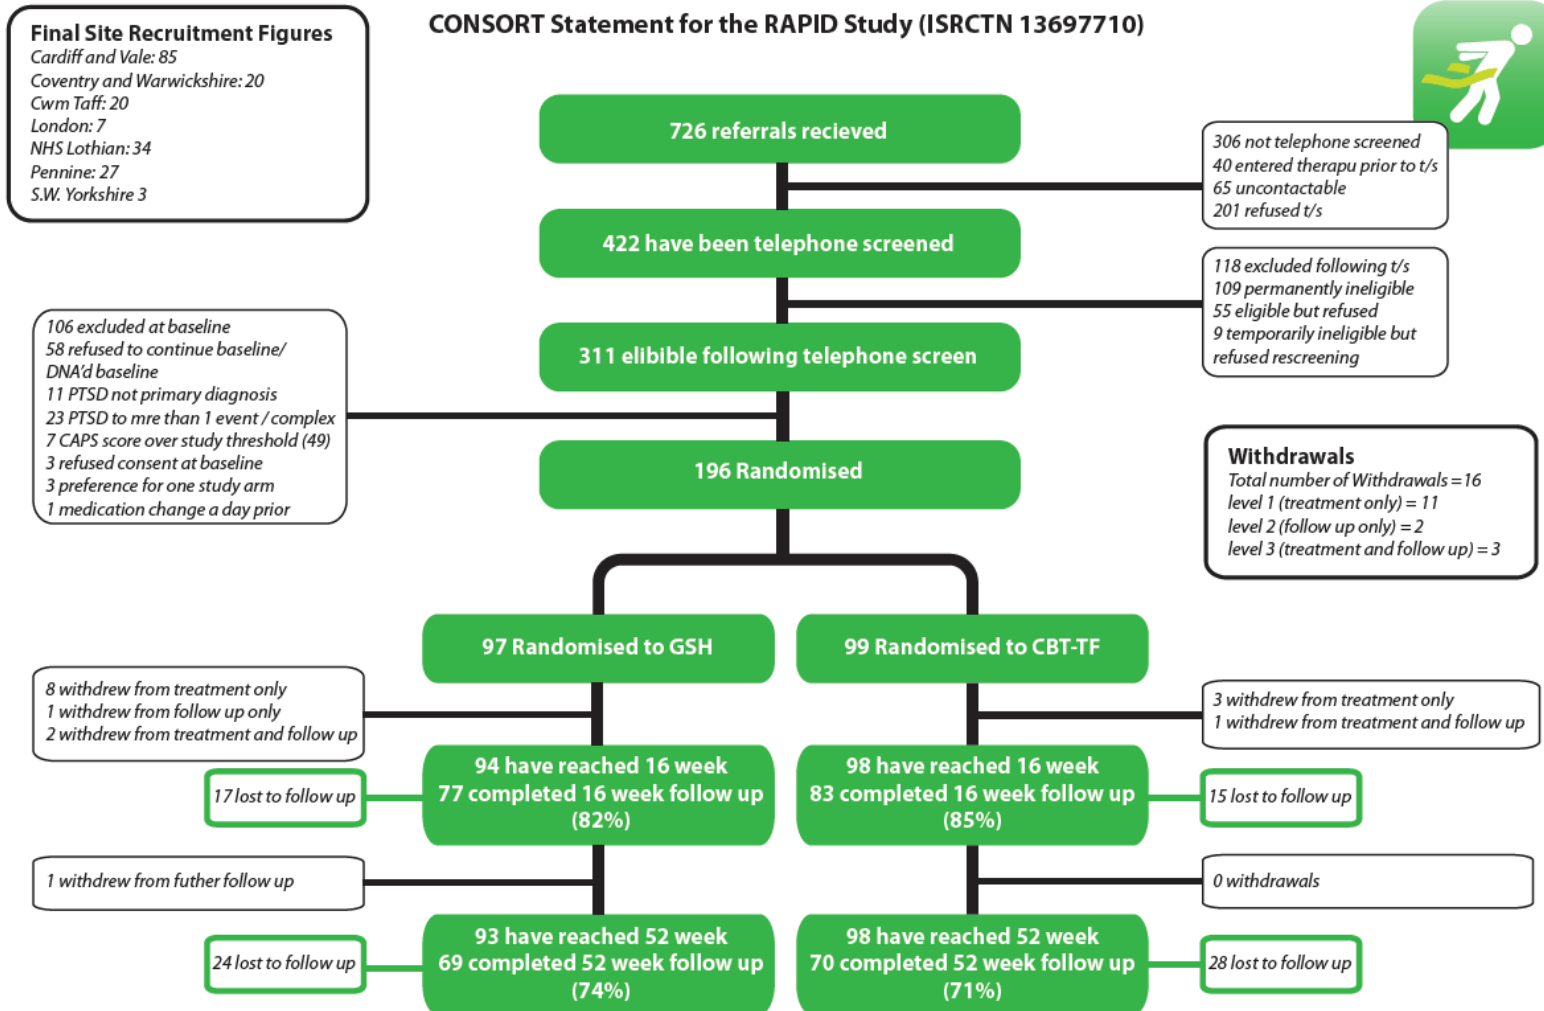 CONSORT Statement for the RAPID Study (ISRCTN 13697710)
Final Site Recruitment Figures
Cardiff and Vale: 85
Coventry and Warwickshire: 20
Cwm Taff: 20
London: 7
NHS Lothian: 34
Pennine: 27
S.W. Yorkshire 3
726 referrals recieved
306 not telephone screened
40 entered therapu prior to t/s
65 uncontactable
201 refused t/s
422 have been telephone screened
118 excluded following t/s
109 permanently ineligible
55 eligible but refused
9 temporarily ineligible but
refused rescreening
311 elibible following telephone screen
106 excluded at baseline
58 refused to continue baseline/
DNA'd baseline
11 PTSD not primary diagnosis
23 PTSD to mre than 1 event / complex
7 CAPS score over study threshold (49)
3 refused consent at baseline
3 preference for one study arm
1 medication change a day prior
196 Randomised
Withdrawals
Total number of Withdrawals =16
level 1 (treatment only) = 11
level 2 (follow up only) = 2
level 3 (treatment and follow up) = 3
97 Randomised to GSH
99 Randomised to CBT-TF
8 withdrew from treatment only
1 withdrew from follow up only
2 withdrew from treatment and follow up
3 withdrew from treatment only
1 withdrew from treatment and follow up
17 lost to follow up
94 have reached 16 week
77 completed 16 week follow up
(82%)
98 have reached 16 week
83 completed 16 week follow up
(85%)
15 lost to follow up
1 withdrew from futher follow up
0 withdrawals
24 lost to follow up
93 have reached 52 week
69 completed 52 week follow up
(74%)
98 have reached 52 week
70 completed 52 week follow up
(71%)
28 lost to follow up